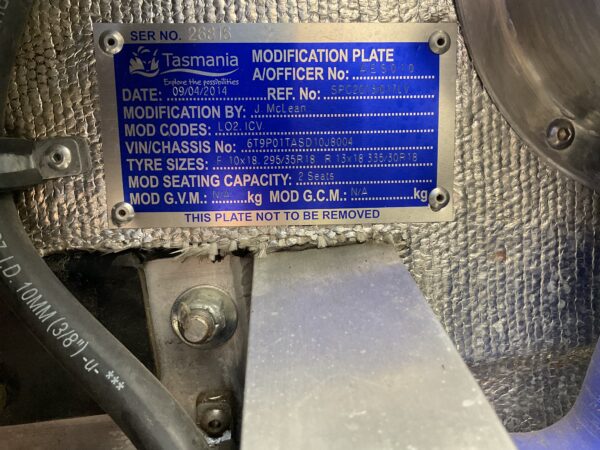 SER NO. 26313
Tasmania
Explore the possibilities
MODIFICATION PLATE
A/OFFICER No:
DATE: 09/04/2014
REF. No:
MODIFICATION BY: J. McLean
MOD CODES: LO2.1CV
VIN/CHASSIS No: 6T9P01TASD10J8004
TYRE SIZES: F 10x18 295/35R18 R 13x18 335/30R18
MOD SEATING CAPACITY: 2 Seats
MOD G.V.M: N/A kg MOD G.C.M: N/A kg
THIS PLATE NOT TO BE REMOVED
I.D. 10MM (3/8") -U- ***